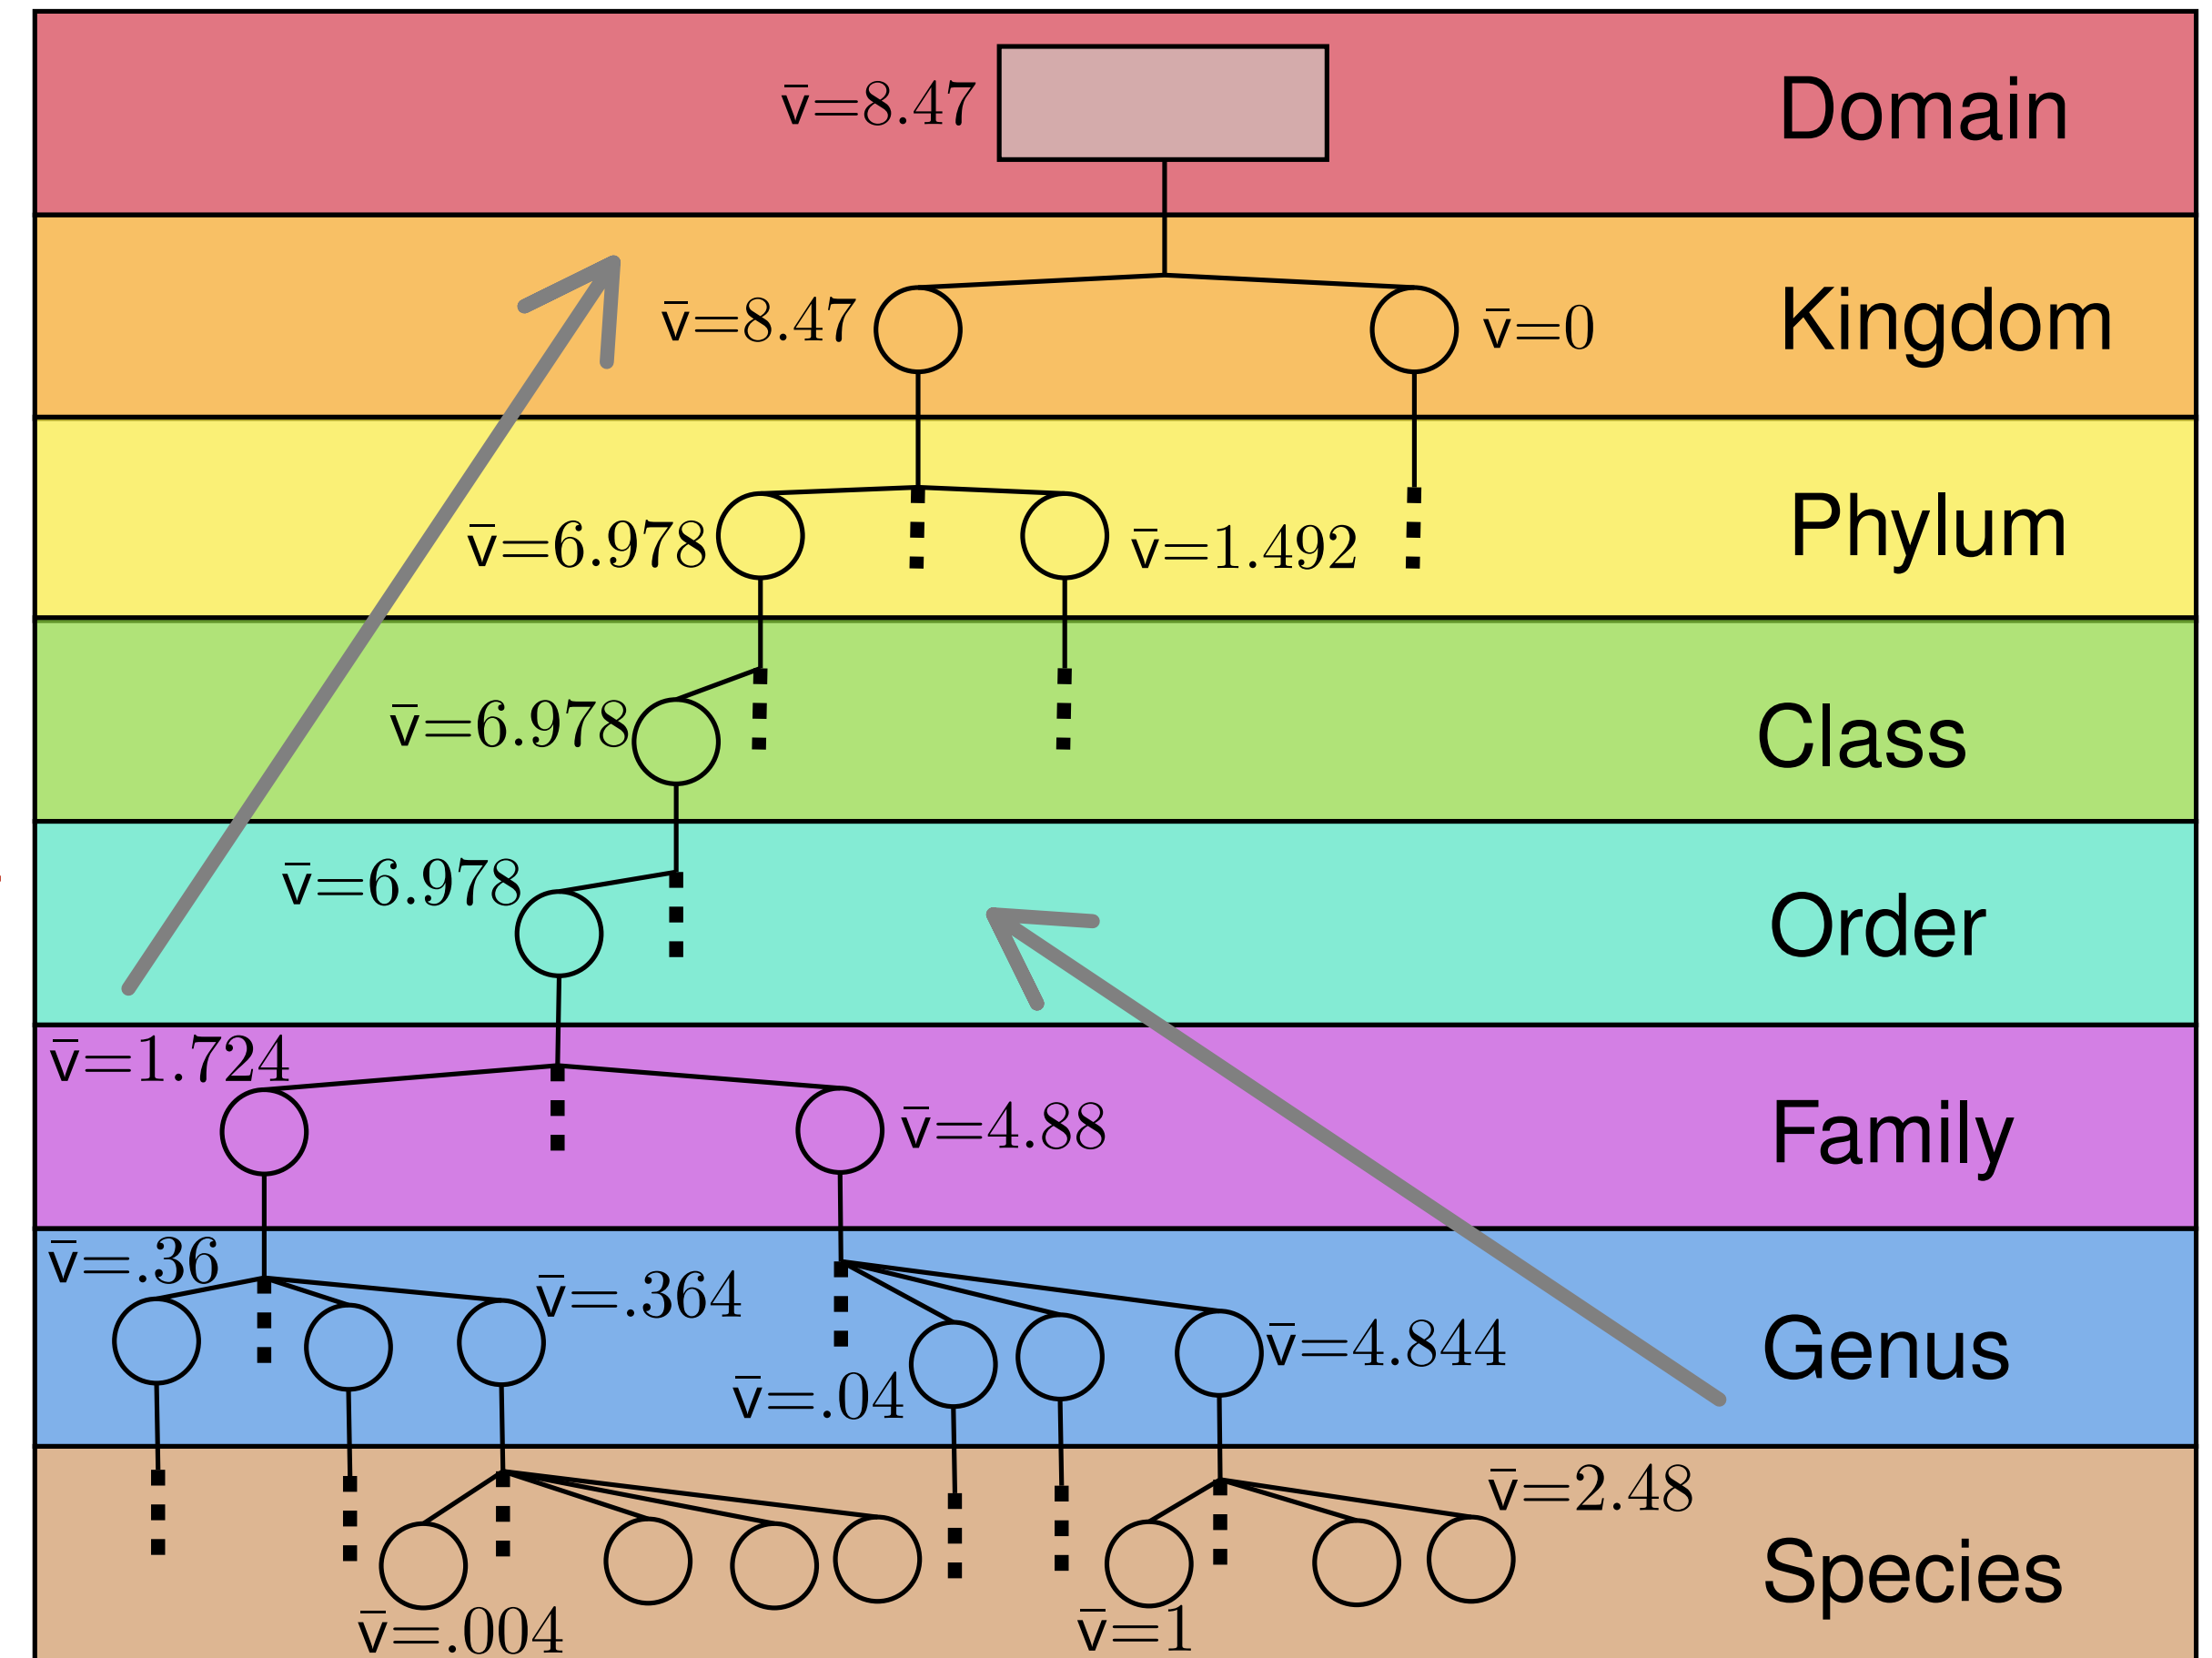 v̄=8.47
Domain
v̄=8.47
v̄=0
Kingdom
v̄=6.978
v̄=1.492
Phylum
v̄=6.978
Class
v̄=6.978
Order
v̄=1.724
v̄=4.88
Family
v̄=.36
v̄=.364
v̄=.04
v̄=4.844
Genus
v̄=2.48
Species
v̄=.004
v̄=1